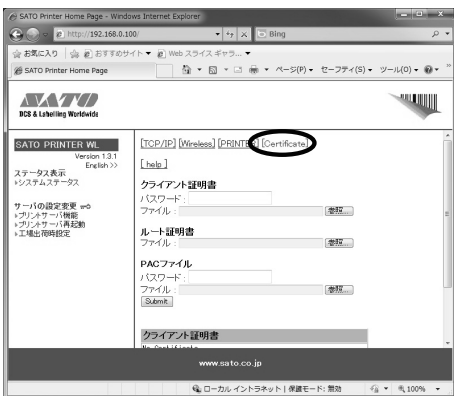 SATO Printer Home Page - Windows Internet Explorer
http://192.168.0.100/
Bing
お気に入り おすすめサイト Web スライス ギャラ...
SATO Printer Home Page
ページ(P) セーフティ(S) ツール(O)
SATO
DCS & Labelling Worldwide
SATO PRINTER WL
Version 1.3.1
English >>
ステータス表示
システムステータス
サーバの設定変更
プリントサーバ機能
プリントサーバ再起動
工場出荷時設定
[TCP/IP] [Wireless] [PRINTER] [Certificate]
[ help ]
クライアント証明書
パスワード:
ファイル: 参照...
ルート証明書
ファイル: 参照...
PACファイル
パスワード:
ファイル: 参照...
Submit
クライアント証明書
No Certificate
www.sato.co.jp
ローカル イントラネット | 保護モード: 無効 100%